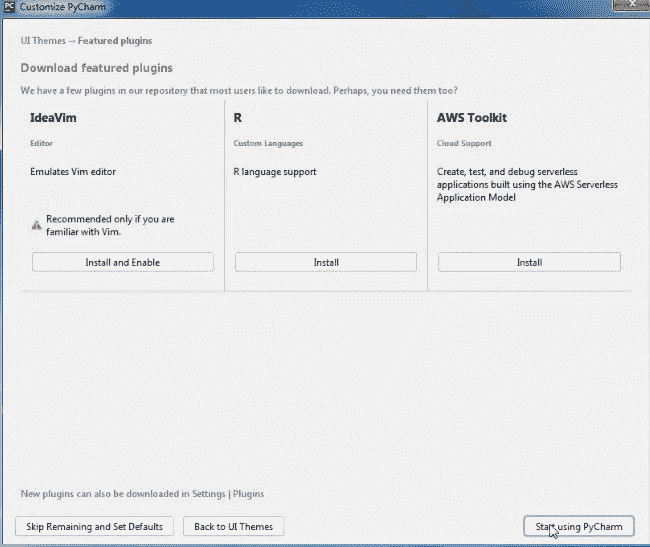 PC Customize PyCharm
UI Themes → Featured plugins
Download featured plugins
We have a few plugins in our repository that most users like to download. Perhaps, you need them too?
IdeaVim
Editor
Emulates Vim editor
Recommended only if you are
familiar with Vim.
Install and Enable
R
Custom Languages
R language support
Install
AWS Toolkit
Cloud Support
Create, test, and debug serverless
applications built using the AWS Serverless
Application Model
Install
New plugins can also be downloaded in Settings | Plugins
Skip Remaining and Set Defaults
Back to UI Themes
Start using PyCharm